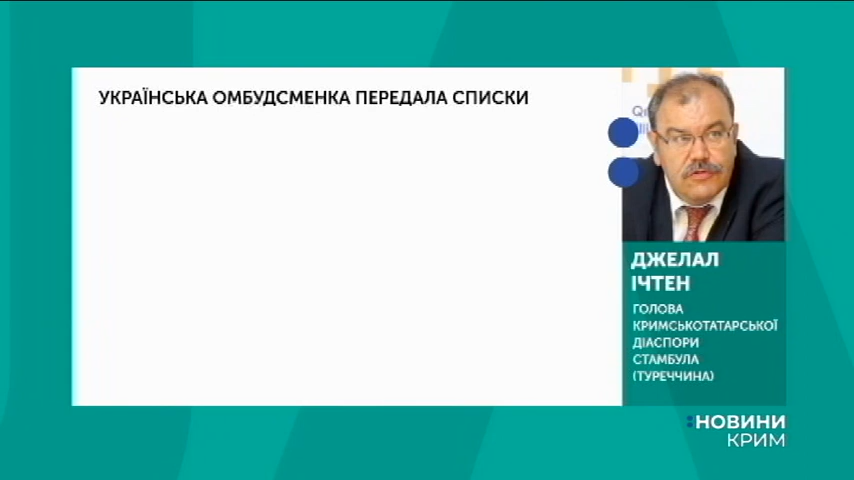 УКРАЇНСЬКА ОМБУДСМЕНКА ПЕРЕДАЛА СПИСКИ
ДЖЕЛАЛ
ІЧТЕН
ГОЛОВА
КРИМСЬКОТАТАРСЬКОЇ
ДІАСПОРИ
СТАМБУЛА
(ТУРЕЧЧИНА)
:НОВИНИ
КРИМ